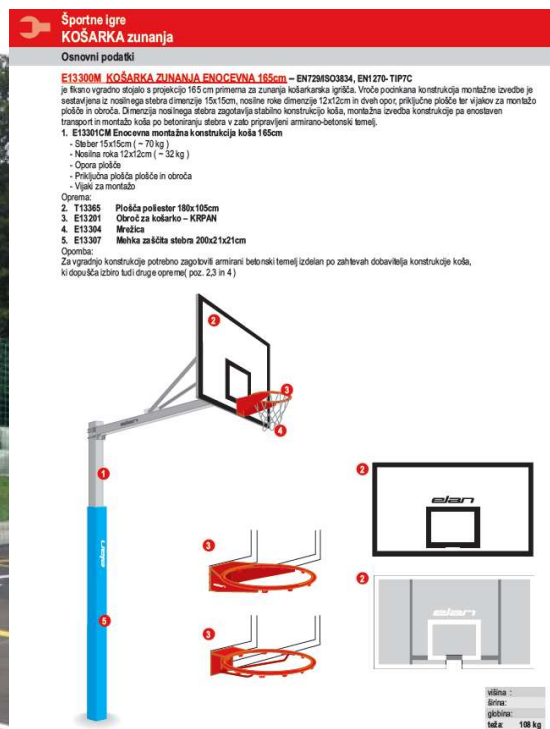 Športne igre
KOŠARKA zunanja
Osnovni podatki
E13300M KOŠARKA ZUNANJA ENOCEVNA 165cm – EN729/ISO3834, EN1270- TIP7C
je fiksno vgradno stojalo s projekcijo 165 cm primerna za zunanja košarkarska igrišča. Vroče pocinkana konstrukcija montažne izvedbe je
sestavljena iz nosilnega stebra dimenzije 15x15cm, nosilne roke dimenzije 12x12cm in dveh opor, priključne plošče ter vijakov za montažo
plošče in obroča. Dimenzija nosilnega stebra zagotavlja stabilno konstrukcijo koša, montažna izvedba konstrukcije pa enostaven
transport in montažo koša po betoniranju stebra v zato pripravljeni armirano-betonski temelj.
1. E13301CM Enocevna montažna konstrukcija koša 165cm
- Steber 15x15cm ( ~ 70 kg )
- Nosilna roka 12x12cm ( ~ 32 kg )
- Opora plošče
- Priključna plošča plošče in obroča
- Vijaki za montažo
Oprema:
2. T13365 Plošča poliester 180x105cm
3. E13201 Obroč za košarko – KRPAN
4. E13304 Mrežica
5. E13307 Mehka zaščita stebra 200x21x21cm
Opomba:
Za vgradnjo konstrukcije potrebno zagotoviti armirani betonski temelj izdelan po zahtevah dobavitelja konstrukcije koša,
ki dopušča izbiro tudi druge opreme( poz. 2,3 in 4 )
2
3
4
elan
1
elan
5
3
3
2
elan
2
elan
višina :
širina:
globina:
teža: 108 kg